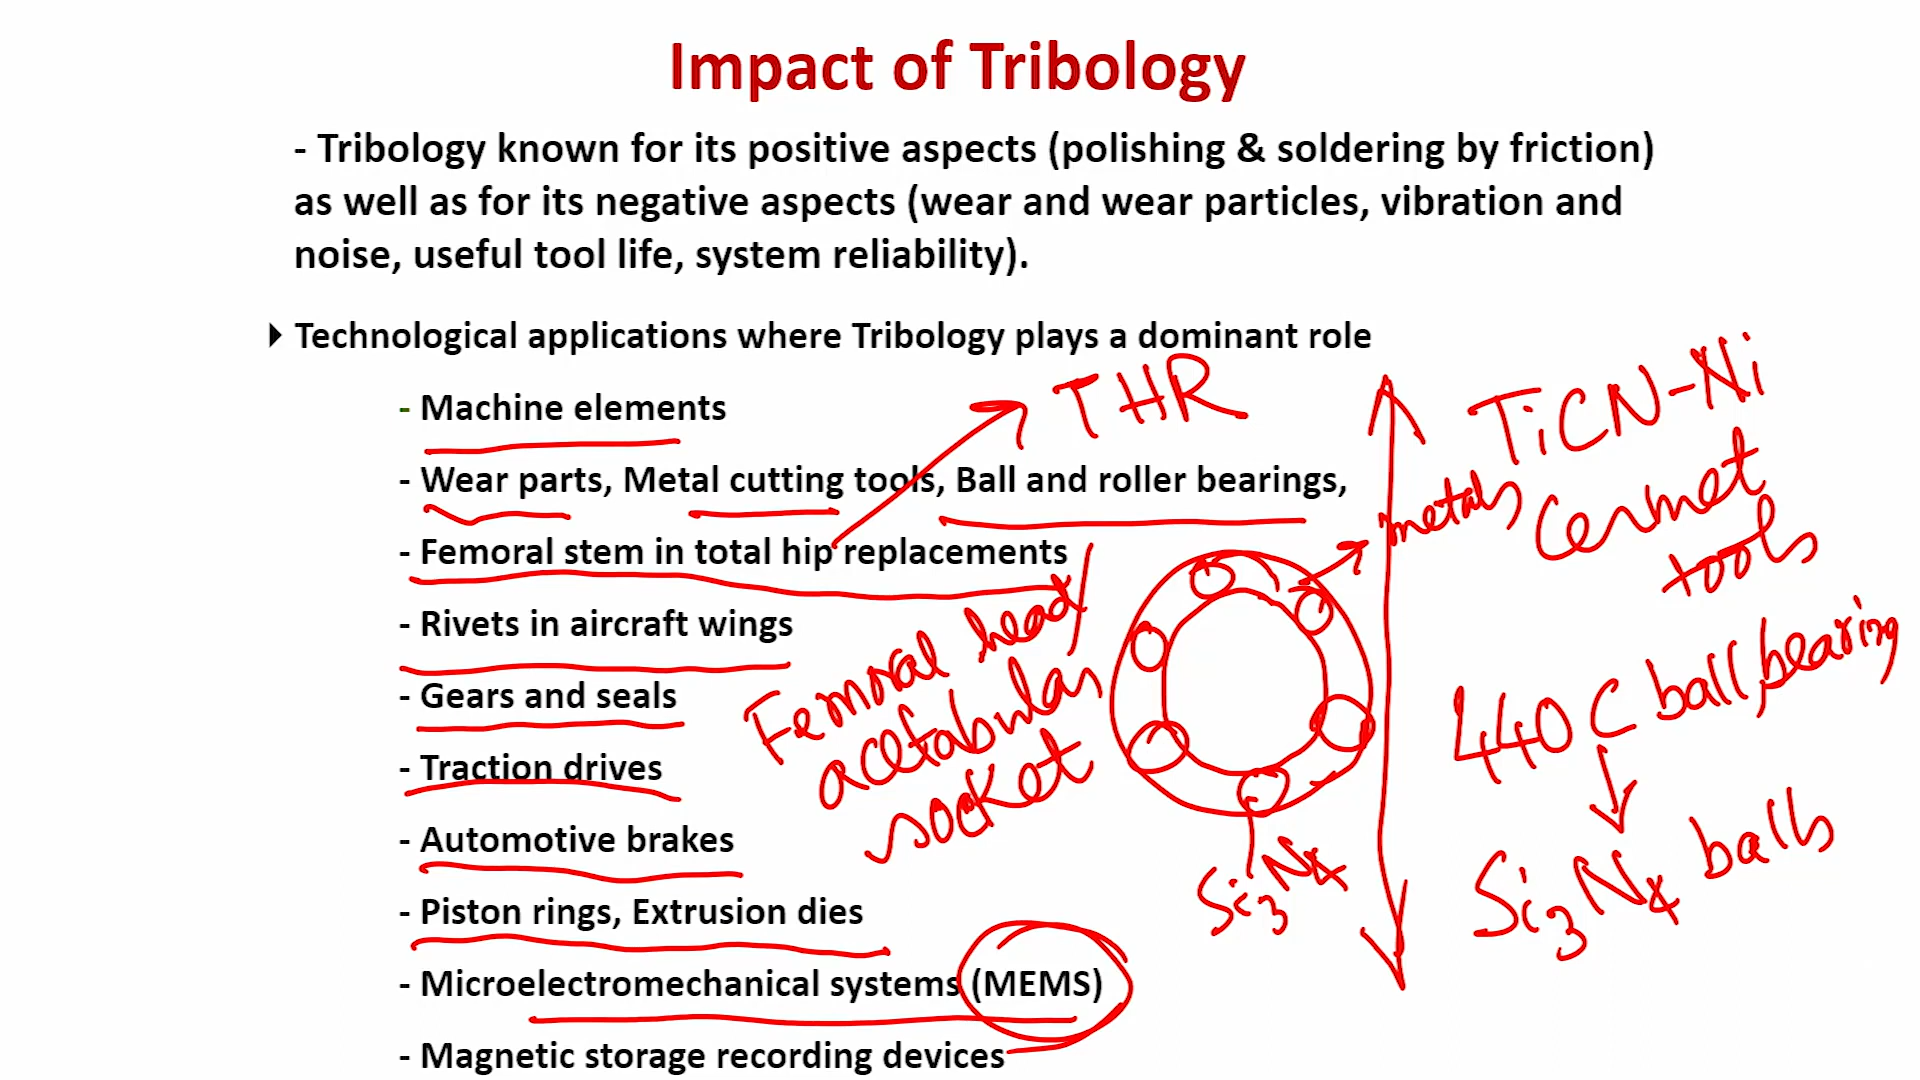 Impact of Tribology
- Tribology known for its positive aspects (polishing & soldering by friction)
as well as for its negative aspects (wear and wear particles, vibration and
noise, useful tool life, system reliability).
Technological applications where Tribology plays a dominant role
- Machine elements
- Wear parts, Metal cutting tools, Ball and roller bearings,
- Femoral stem in total hip replacements
- Rivets in aircraft wings
- Gears and seals
- Traction drives
- Automotive brakes
- Piston rings, Extrusion dies
- Microelectromechanical systems (MEMS)
- Magnetic storage recording devices
THR
Femoral head/
acetabular
socket
metals
Si3N4
TiCN-Ni
Cermet
tools
440 C ball bearing
Si3N4 balls